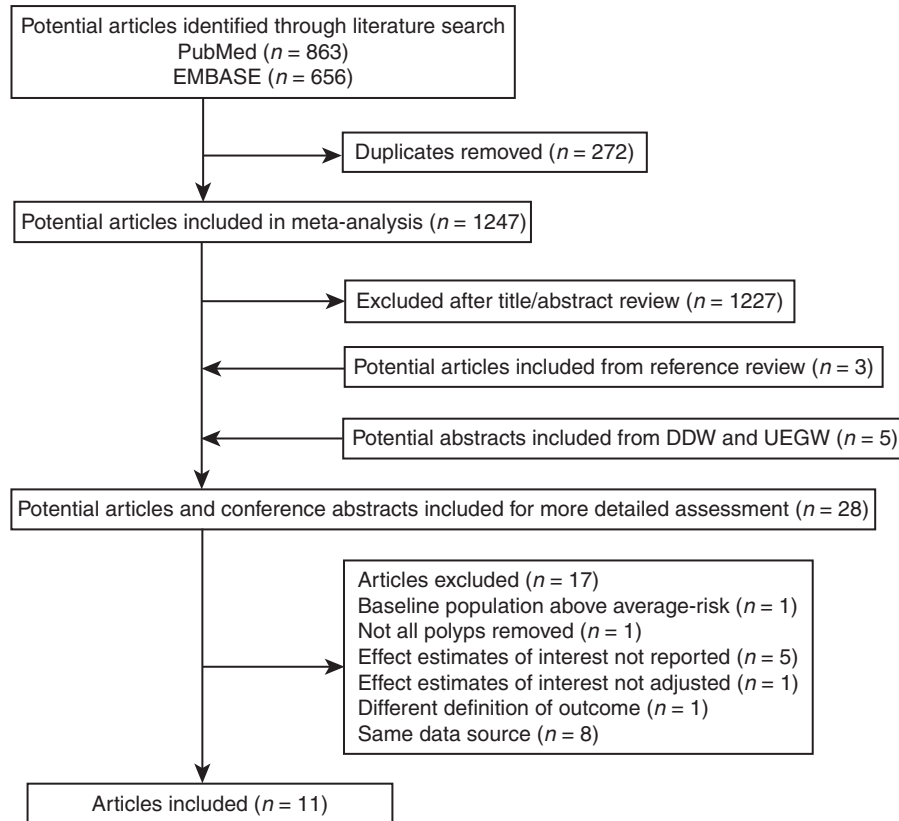 Potential articles identified through literature search
PubMed (n = 863)
EMBASE (n = 656)
Duplicates removed (n = 272)
Potential articles included in meta-analysis (n = 1247)
Excluded after title/abstract review (n = 1227)
Potential articles included from reference review (n = 3)
Potential abstracts included from DDW and UEGW (n = 5)
Potential articles and conference abstracts included for more detailed assessment (n = 28)
Articles excluded (n = 17)
Baseline population above average-risk (n = 1)
Not all polyps removed (n = 1)
Effect estimates of interest not reported (n = 5)
Effect estimates of interest not adjusted (n = 1)
Different definition of outcome (n = 1)
Same data source (n = 8)
Articles included (n = 11)